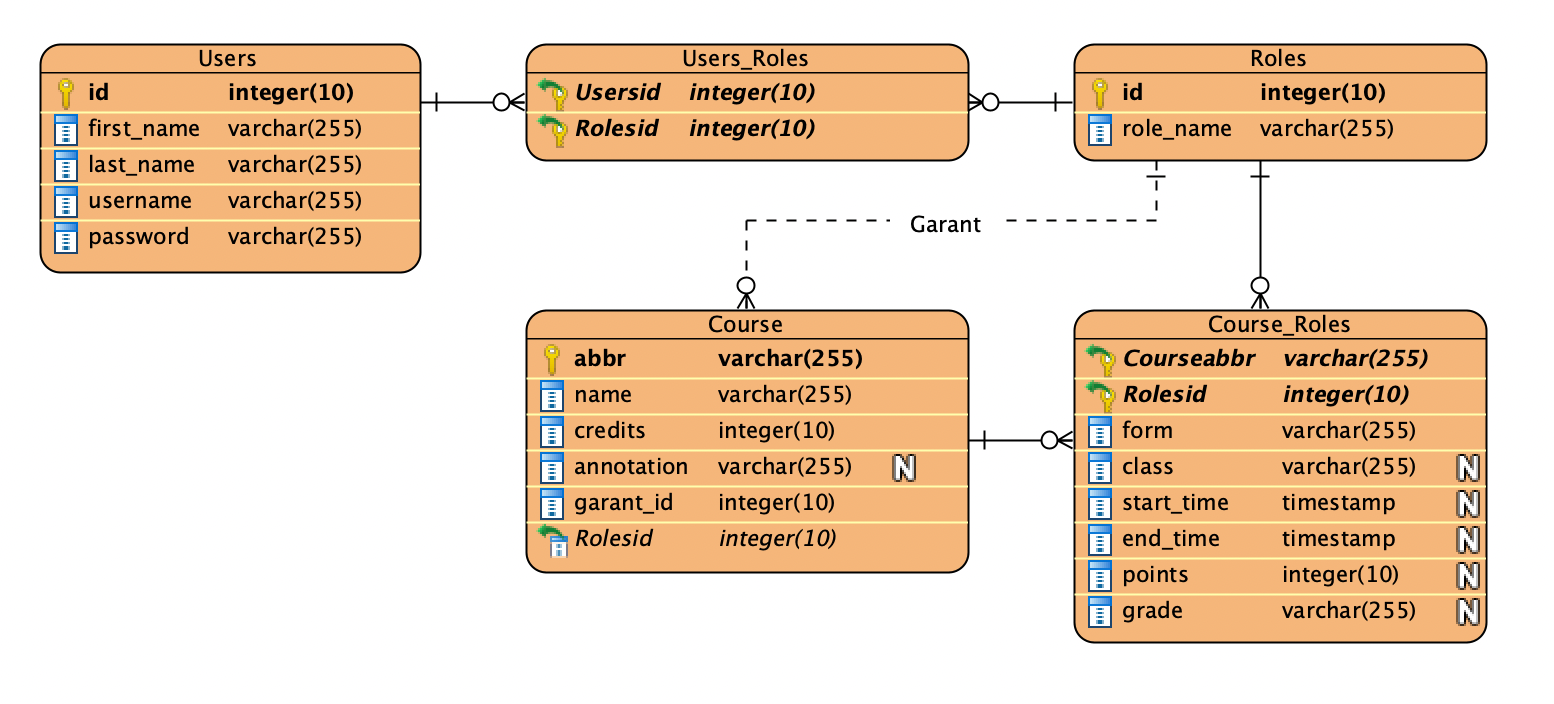 Users
id integer(10)
first_name varchar(255)
last_name varchar(255)
username varchar(255)
password varchar(255)
Users_Roles
Usersid integer(10)
Rolesid integer(10)
Roles
id integer(10)
role_name varchar(255)
Garant
Course
abbr varchar(255)
name varchar(255)
credits integer(10)
annotation varchar(255) N
garant_id integer(10)
Rolesid integer(10)
Course_Roles
Courseabbr varchar(255)
Rolesid integer(10)
form varchar(255)
class varchar(255) N
start_time timestamp N
end_time timestamp N
points integer(10) N
grade varchar(255) N